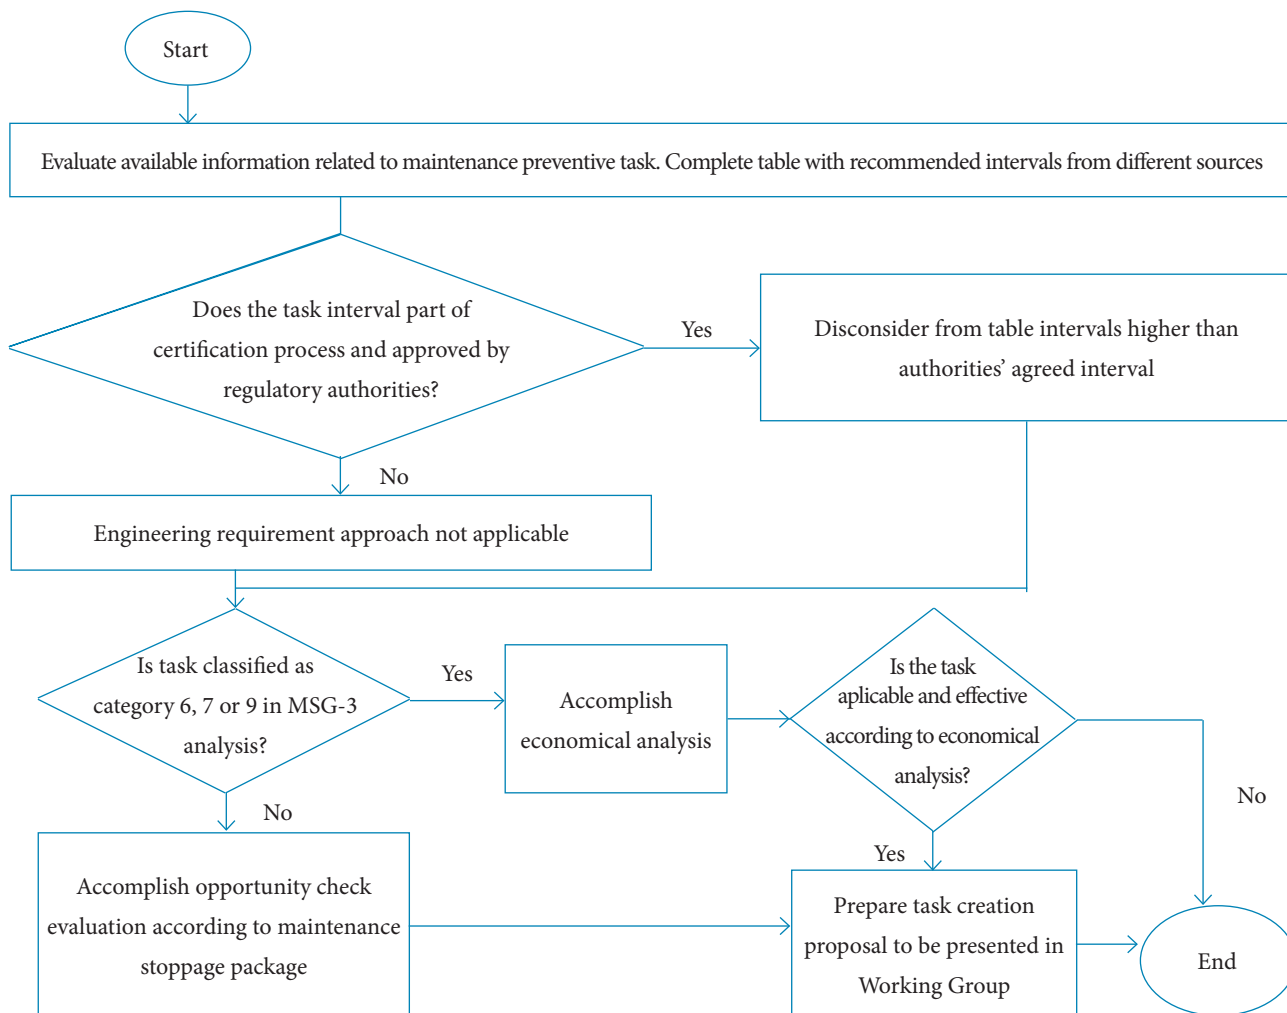 Start
Evaluate available information related to maintenance preventive task. Complete table with recommended intervals from different sources
Does the task interval part of
certification process and approved by
regulatory authorities?
Yes
Disconsider from table intervals higher than
authorities’ agreed interval
No
Engineering requirement approach not applicable
Is task classified as
category 6, 7 or 9 in MSG-3
analysis?
Yes
Accomplish
economical analysis
Is the task
aplicable and effective
according to economical
analysis?
No
No
Yes
Accomplish opportunity check
evaluation according to maintenance
stoppage package
Prepare task creation
proposal to be presented in
Working Group
End